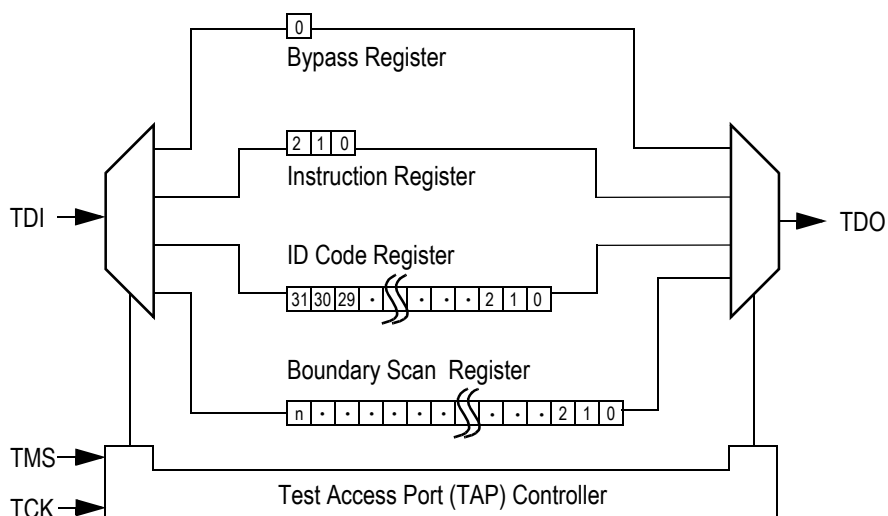 0
Bypass Register
2 1 0
Instruction Register
TDI
TDO
ID Code Register
31 30 29 · · · · · 2 1 0
Boundary Scan Register
n · · · · · · · · · 2 1 0
TMS
Test Access Port (TAP) Controller
TCK